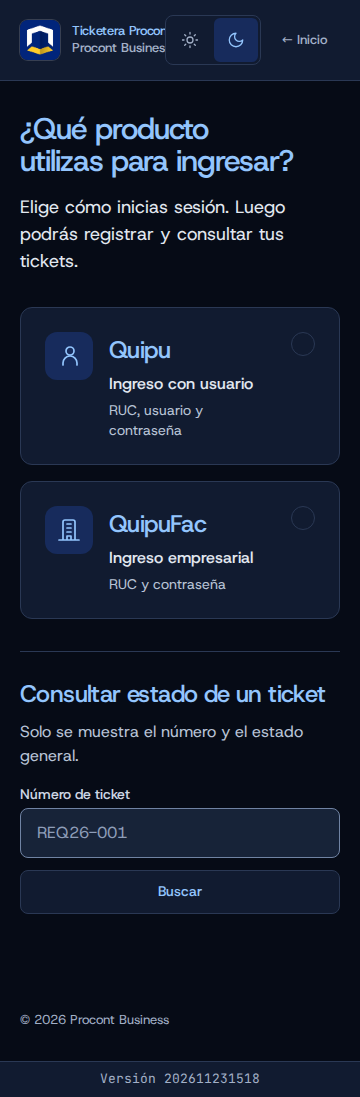 Ticketera Procor
Procont Busines
← Inicio
¿Qué producto
utilizas para ingresar?
Elige cómo inicias sesión. Luego
podrás registrar y consultar tus
tickets.
Quipu
Ingreso con usuario
RUC, usuario y
contraseña
QuipuFac
Ingreso empresarial
RUC y contraseña
Consultar estado de un ticket
Solo se muestra el número y el estado
general.
Número de ticket
REQ26-001
Buscar
© 2026 Procont Business
Versión 202611231518